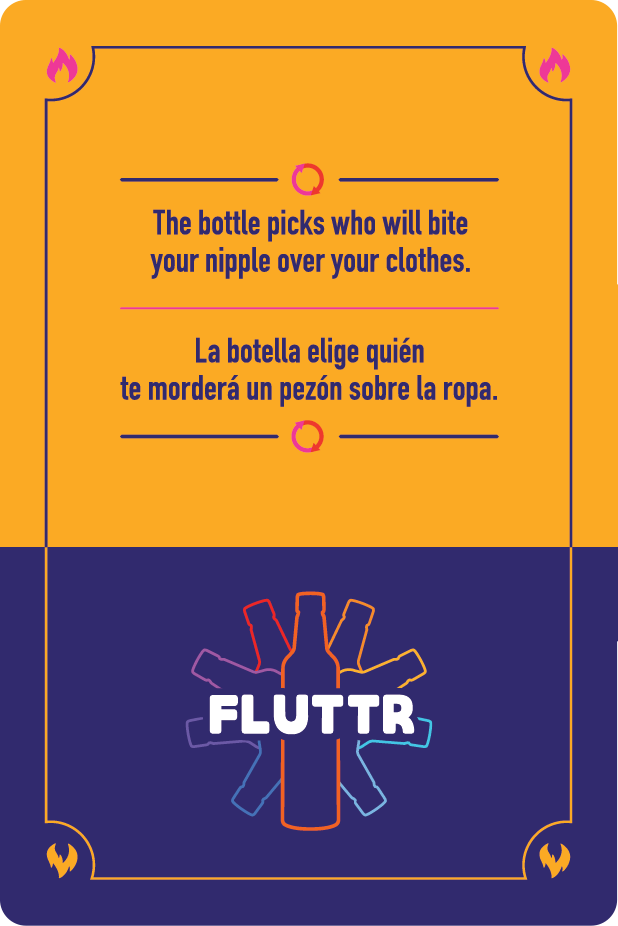 The bottle picks who will bite
your nipple over your clothes.
La botella elige quién
te morderá un pezón sobre la ropa.
FLUTTR